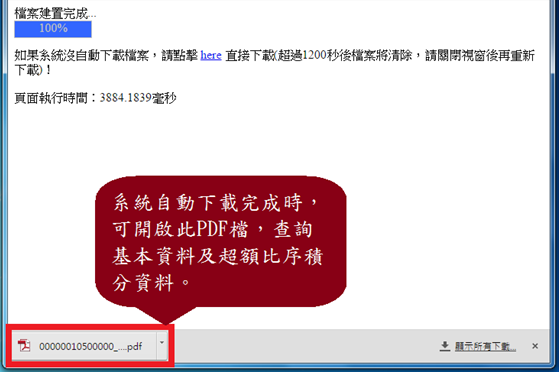 檔案建置完成...
100%
如果系統沒自動下載檔案，請點擊 here 直接下載(超過1200秒後檔案將清除，請關閉視窗後再重新
下載)！
頁面執行時間：3884.1839毫秒
系統自動下載完成時，
可開啟此PDF檔，查詢
基本資料及超額比序積
分資料。
00000010500000_....pdf
顯示所有下載...